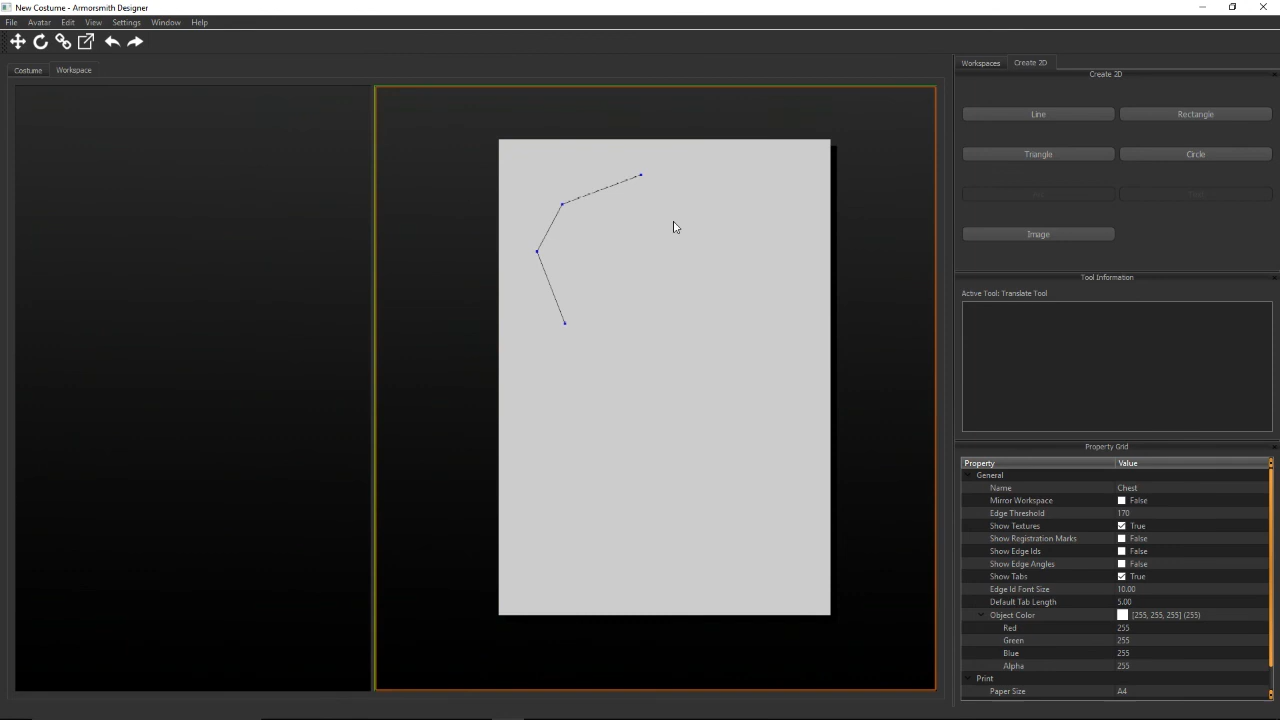 New Costume - Armorsmith Designer
File Avatar Edit View Settings Window Help
Costume Workspace
Workspaces Create 2D
Create 2D
Line Rectangle
Triangle Circle
Image
Tool Information
Active Tool: Translate Tool
Property Grid
Property Value
General
Name Chest
Mirror Workspace False
Edge Threshold 170
Show Textures True
Show Registration Marks False
Show Edge Ids False
Show Edge Angles False
Show Tabs True
Edge Id Font Size 10.00
Default Tab Length 5.00
Object Color [255, 255, 255] (255)
Red 255
Green 255
Blue 255
Alpha 255
Print
Paper Size A4